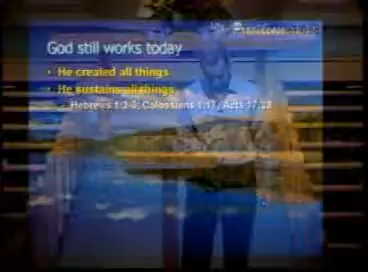 God still works today
• He created all things
• He sustains all things
– Hebrews 1:2-3; Colossians 1:17; Acts 17:28